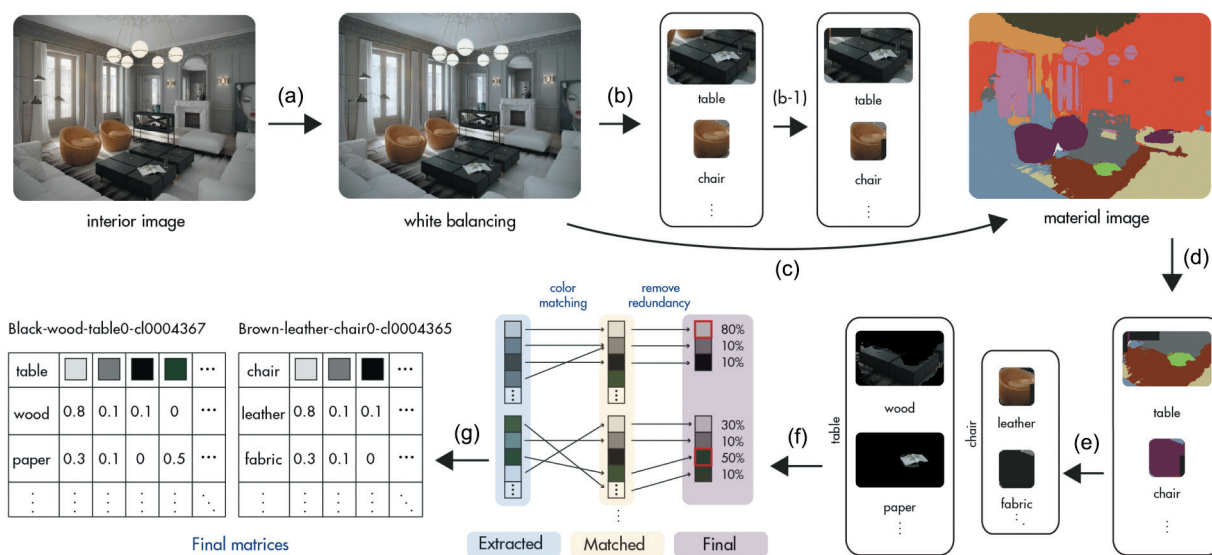 (a)
(b)
(b-1)
table
chair
⋮
table
chair
⋮
interior image
white balancing
material image
(c)
(d)
color
matching
remove
redundancy
Black-wood-table0-cl0004367
Brown-leather-chair0-cl0004365
table ...
wood 0.8 0.1 0.1 0 ...
paper 0.3 0.1 0 0.5 ...
⋮ ⋮ ⋮ ⋮ ⋮ ⋱
chair ...
leather 0.8 0.1 0.1 ...
fabric 0.3 0.1 0 ...
⋮ ⋮ ⋮ ⋮ ⋱
Final matrices
(g)
80%
10%
10%
30%
10%
50%
10%
⋮
Extracted
Matched
Final
(f)
table
wood
paper
⋮
chair
leather
fabric
⋱
(e)
table
chair
⋮